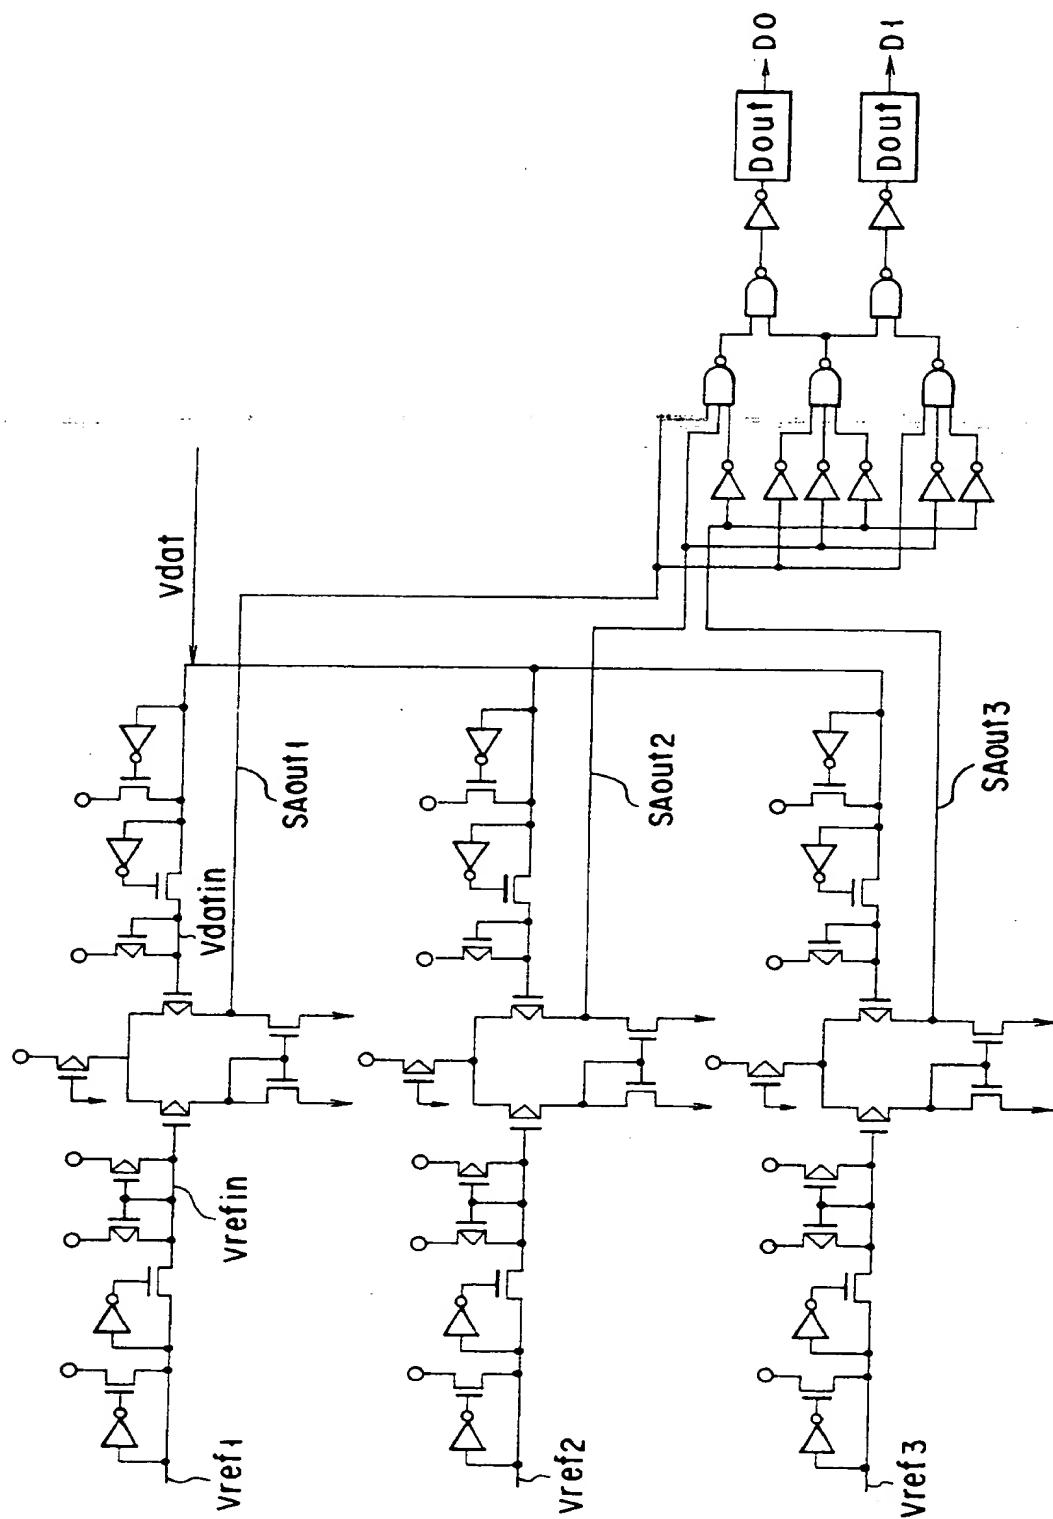 Vref1
Vrefin
Vdatin
SAout1
Vdat
Vref2
SAout2
Vref3
SAout3
Dout
D0
Dout
D1